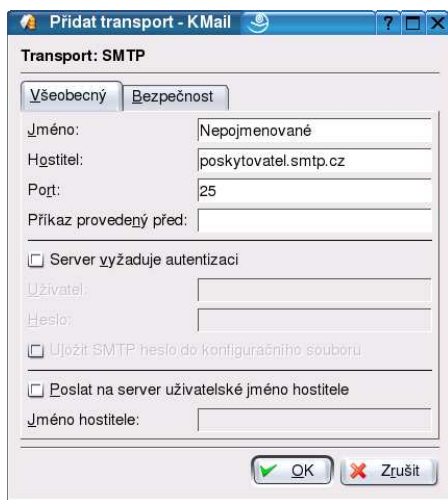 Přidat transport - KMail
Transport: SMTP
Všeobecný Bezpečnost
Jméno: Nepojmenované
Hostitel: poskytovatel.smtp.cz
Port: 25
Příkaz provedený před:
Server vyžaduje autentizaci
Uživatel:
Heslo:
Uložit SMTP heslo do konfiguračního souboru
Poslat na server uživatelské jméno hostitele
Jméno hostitele:
OK Zrušit